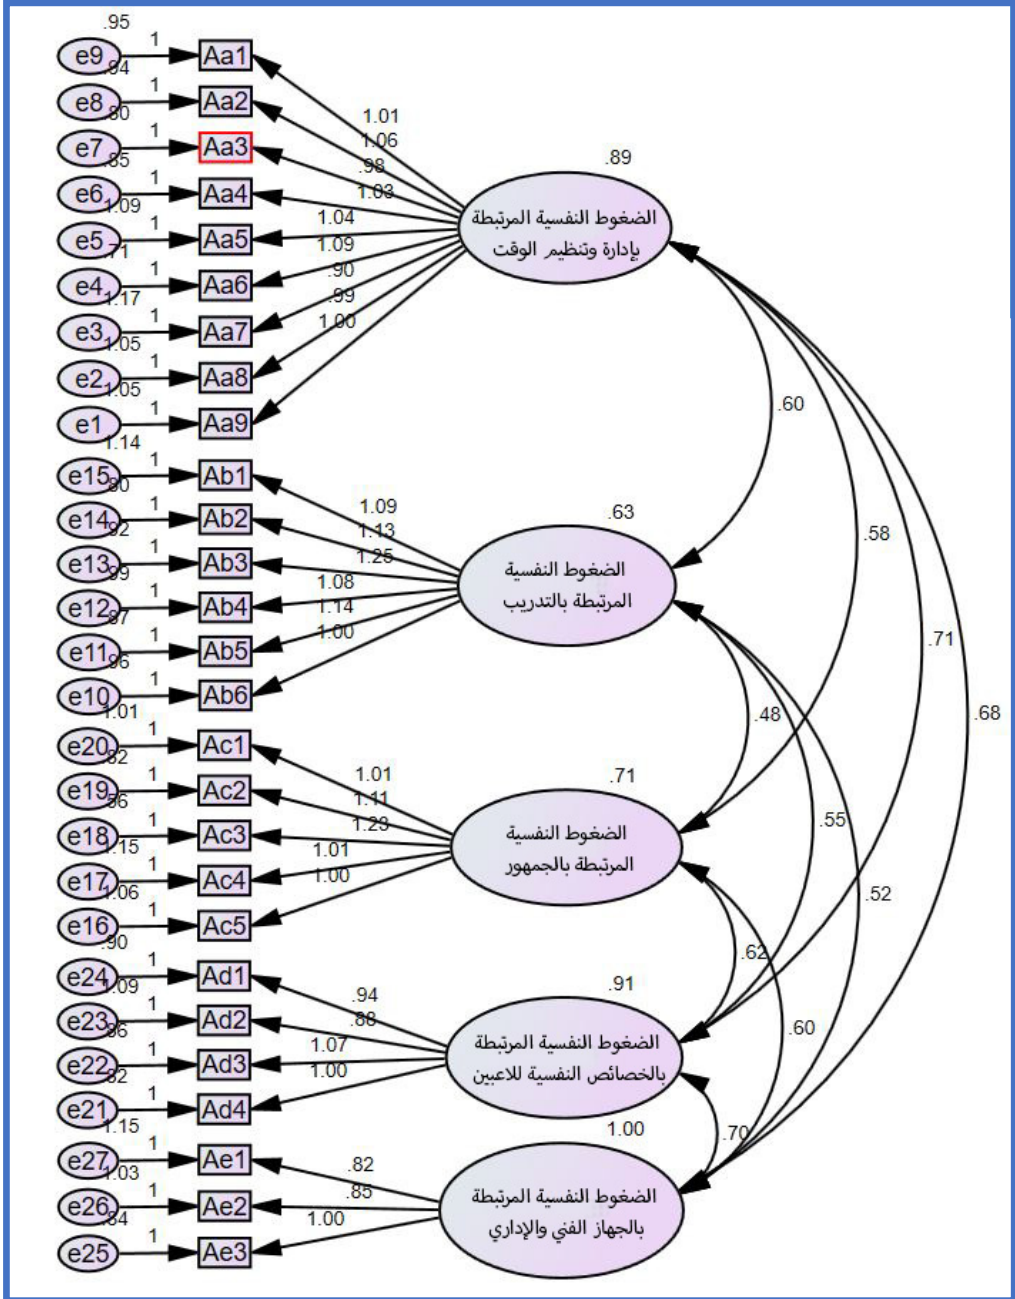 .95
e9 1 Aa1
.94
e8 1 Aa2
.80
e7 1 Aa3
.85
e6 1 Aa4
1.09
e5 1 Aa5
.71
e4 1 Aa6
1.17
e3 1 Aa7
1.05
e2 1 Aa8
1.05
e1 1 Aa9
1.01
1.06
.98
1.03
1.04
1.09
.90
.99
1.00
.89
الضغوط النفسية المرتبطة
بإدارة وتنظيم الوقت
1.14
e15 1 Ab1
.80
e14 1 Ab2
.92
e13 1 Ab3
.99
e12 1 Ab4
.87
e11 1 Ab5
.96
e10 1 Ab6
1.09
1.13
1.25
1.08
1.14
1.00
.63
الضغوط النفسية
المرتبطة بالتدريب
1.01
e20 1 Ac1
.82
e19 1 Ac2
.56
e18 1 Ac3
1.15
e17 1 Ac4
1.06
e16 1 Ac5
1.01
1.11
1.23
1.01
1.00
.71
الضغوط النفسية
المرتبطة بالجمهور
.90
e24 1 Ad1
1.09
e23 1 Ad2
.86
e22 1 Ad3
.82
e21 1 Ad4
.94
.88
1.07
1.00
.91
الضغوط النفسية المرتبطة
بالخصائص النفسية للاعبين
1.15
e27 1 Ae1
1.03
e26 1 Ae2
.84
e25 1 Ae3
.82
.85
1.00
1.00
الضغوط النفسية المرتبطة
بالجهاز الفني والإداري
.60
.58
.71
.68
.48
.55
.52
.62
.60
.70